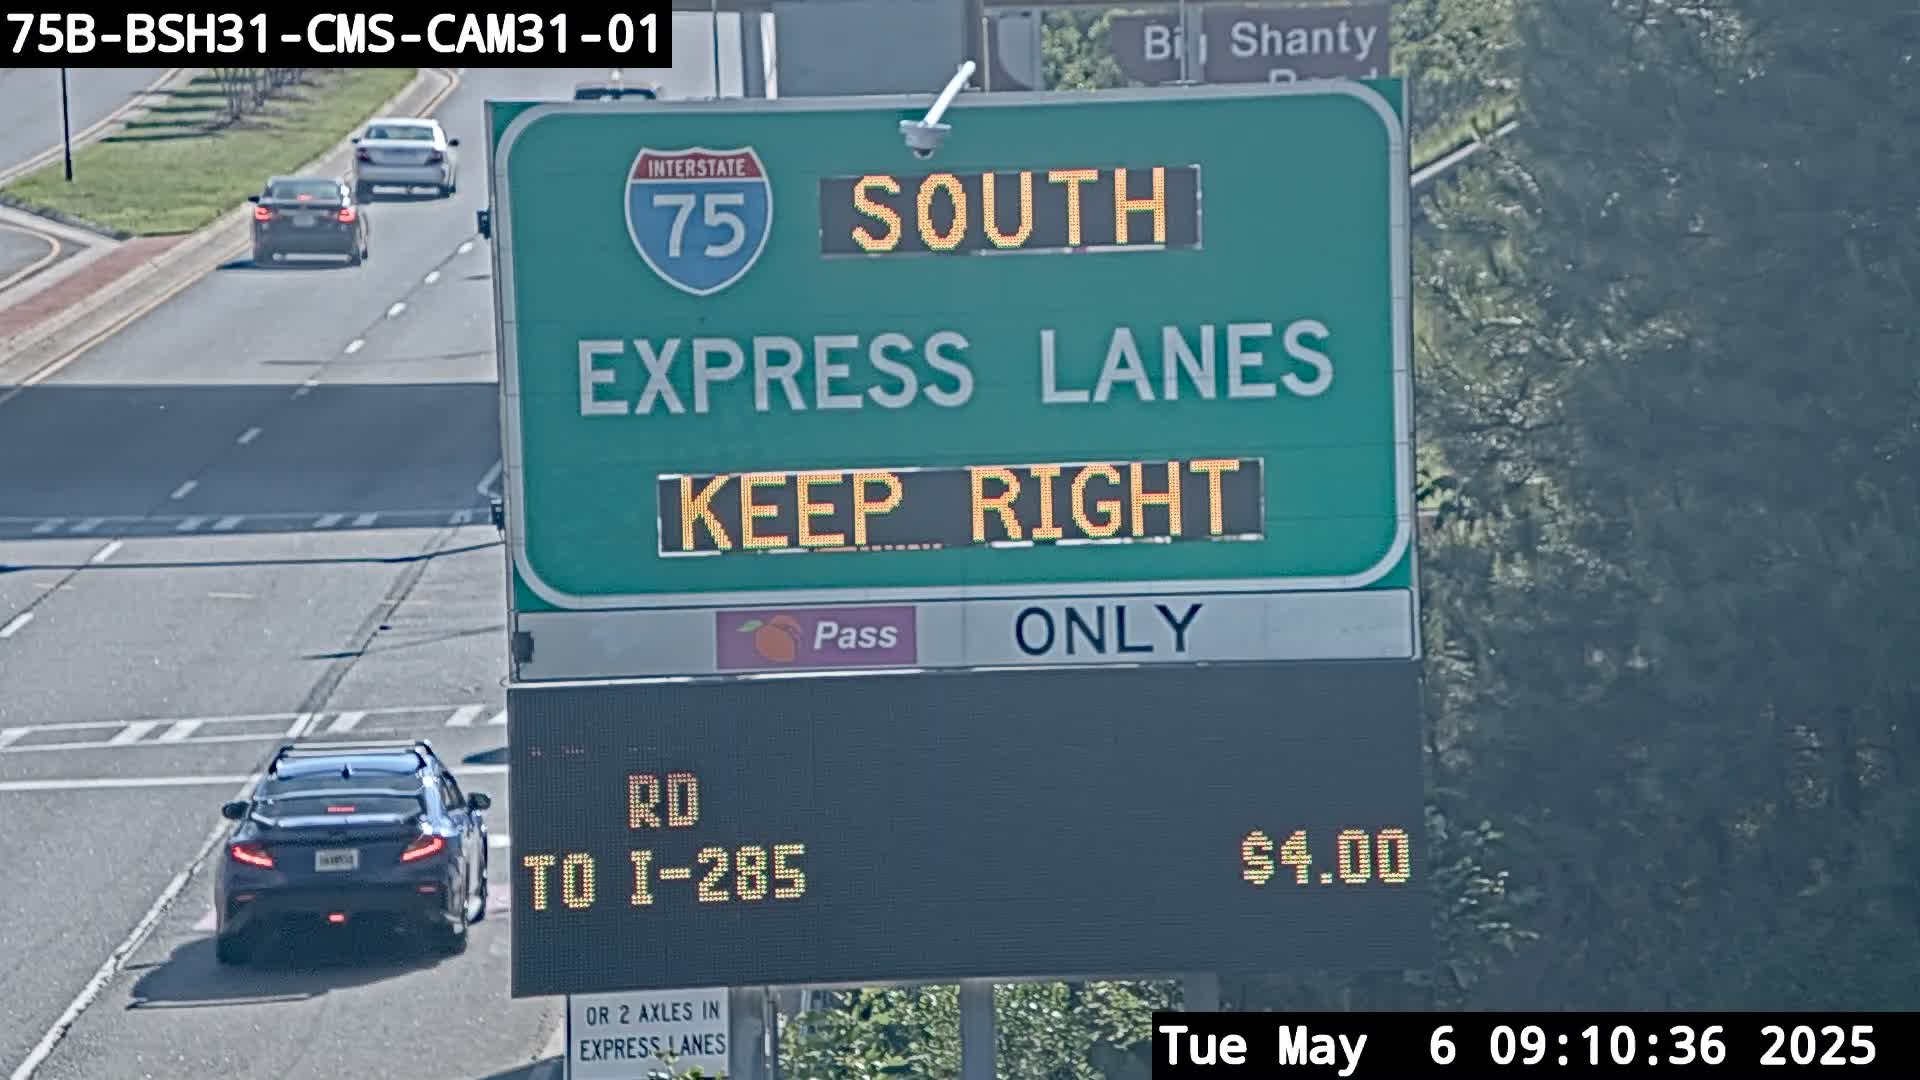 75B-BSH31-CMS-CAM31-01
Big Shanty
INTERSTATE
75
SOUTH
EXPRESS LANES
KEEP RIGHT
Pass
ONLY
RD
TO I-285 $4.00
OR 2 AXLES IN
EXPRESS LANES
Tue May 6 09:10:36 2025